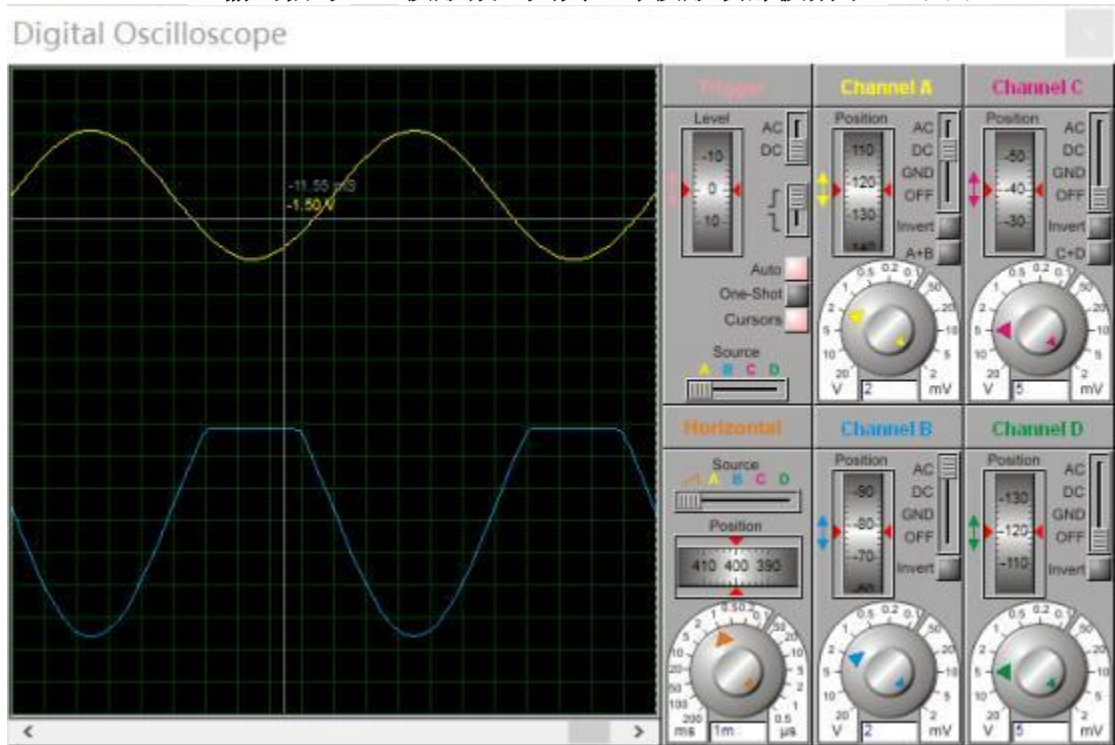 Digital Oscilloscope
-11.55 mS
-1.50 V
Trigger
Level
AC
DC
-10
0
10
Auto
One-Shot
Cursors
Source
A B C D
Channel A
Position
AC
DC
GND
OFF
Invert
A+B
110
120
130
140
V
2
mV
Channel C
Position
AC
DC
GND
OFF
Invert
C+D
-50
-40
-30
V
5
mV
Horizontal
Source
A B C D
Position
410 400 390
ms
1m
µs
Channel B
Position
AC
DC
GND
OFF
Invert
-90
-80
-70
V
2
mV
Channel D
Position
AC
DC
GND
OFF
Invert
-130
-120
-110
V
5
mV